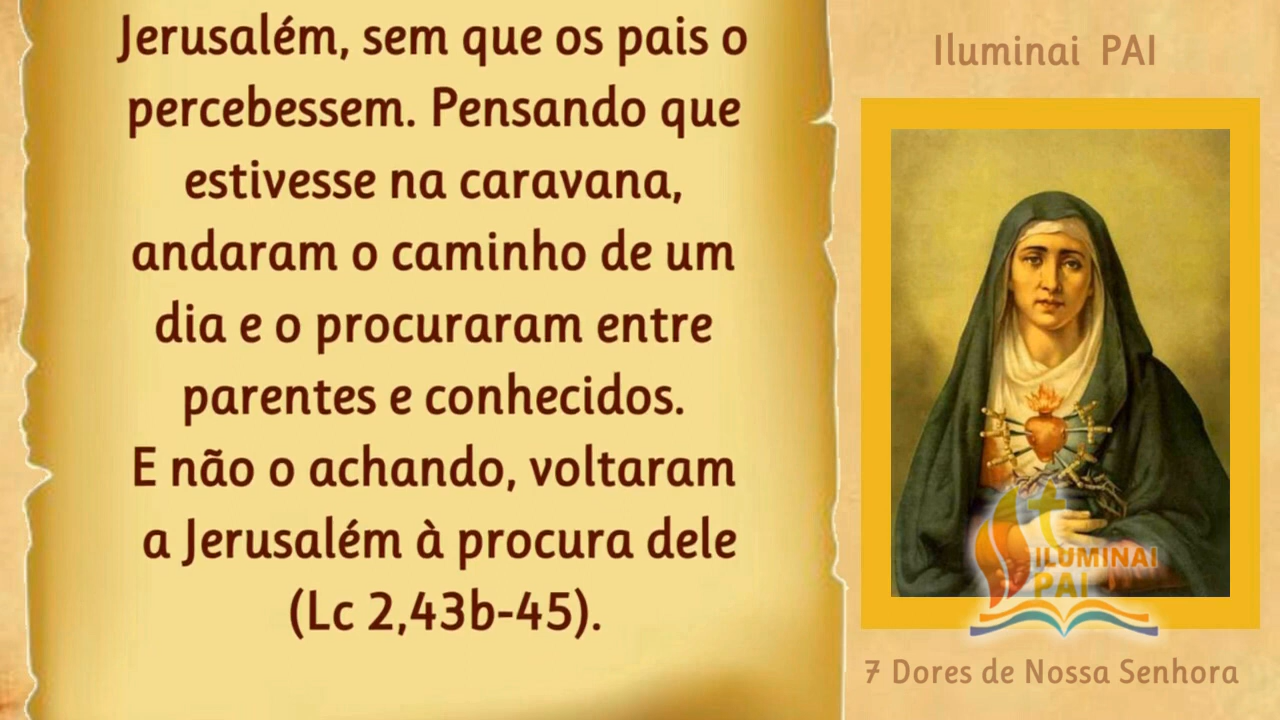 Jerusalém, sem que os pais o
percebessem. Pensando que
estivesse na caravana,
andaram o caminho de um
dia e o procuraram entre
parentes e conhecidos.
E não o achando, voltaram
a Jerusalém à procura dele
(Lc 2,43b-45).
Iluminai PAI
ILUMINAI
PAI
7 Dores de Nossa Senhora